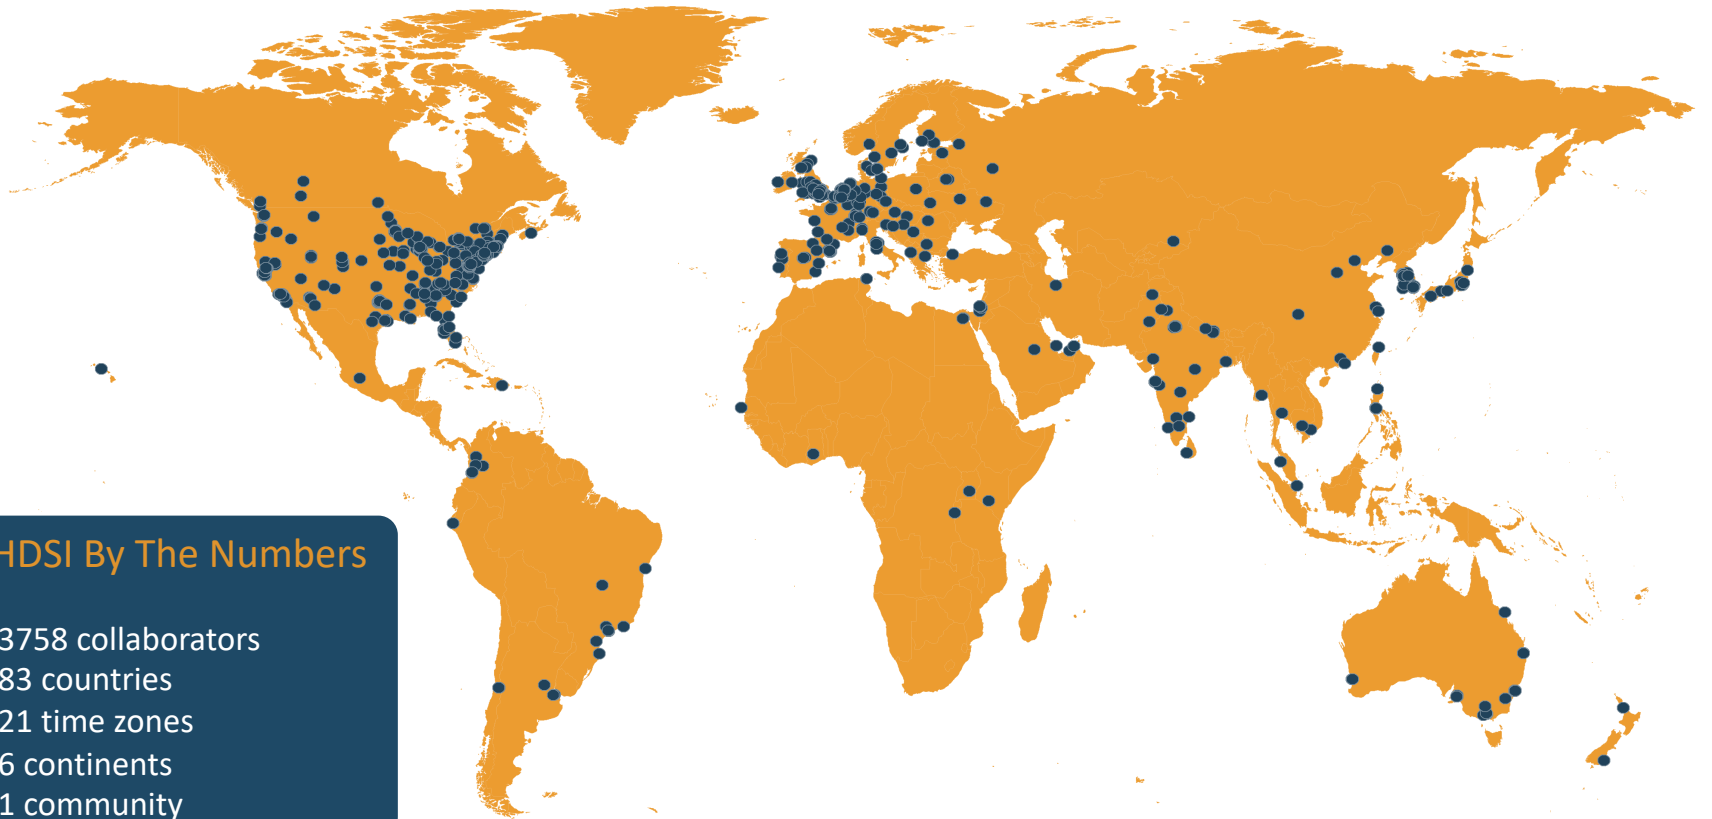 HDSI By The Numbers
3758 collaborators
83 countries
21 time zones
6 continents
1 community